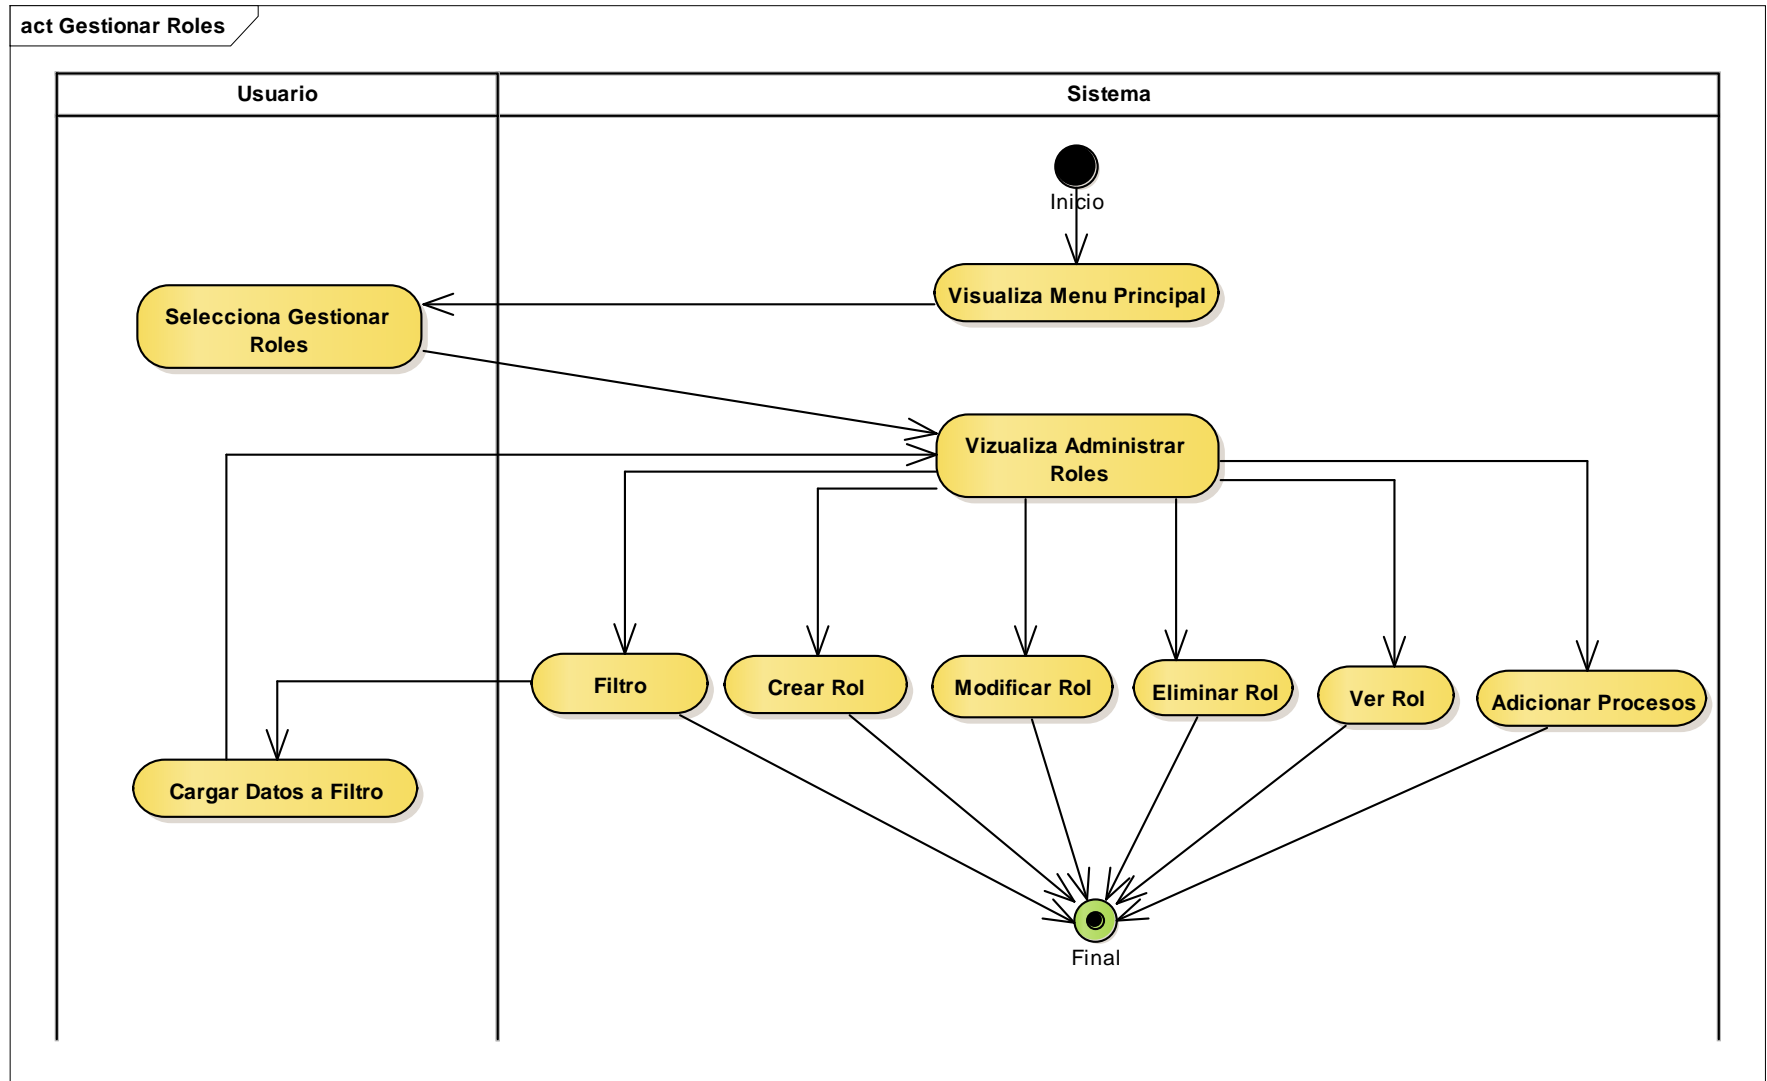 act Gestionar Roles
Usuario
Sistema
Inicio
Visualiza Menu Principal
Selecciona Gestionar
Roles
Vizualiza Administrar
Roles
Filtro
Crear Rol
Modificar Rol
Eliminar Rol
Ver Rol
Adicionar Procesos
Cargar Datos a Filtro
Final